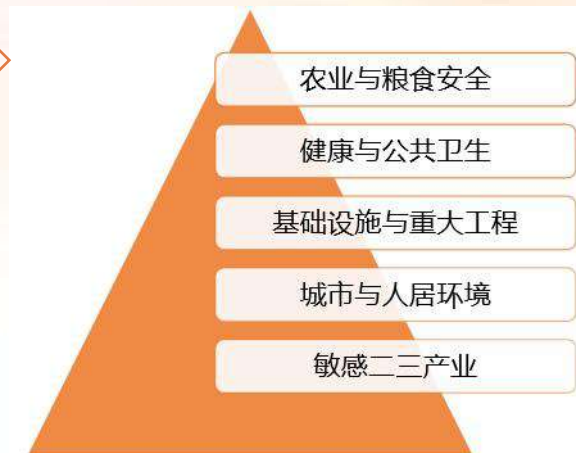 农业与粮食安全
健康与公共卫生
基础设施与重大工程
城市与人居环境
敏感二三产业